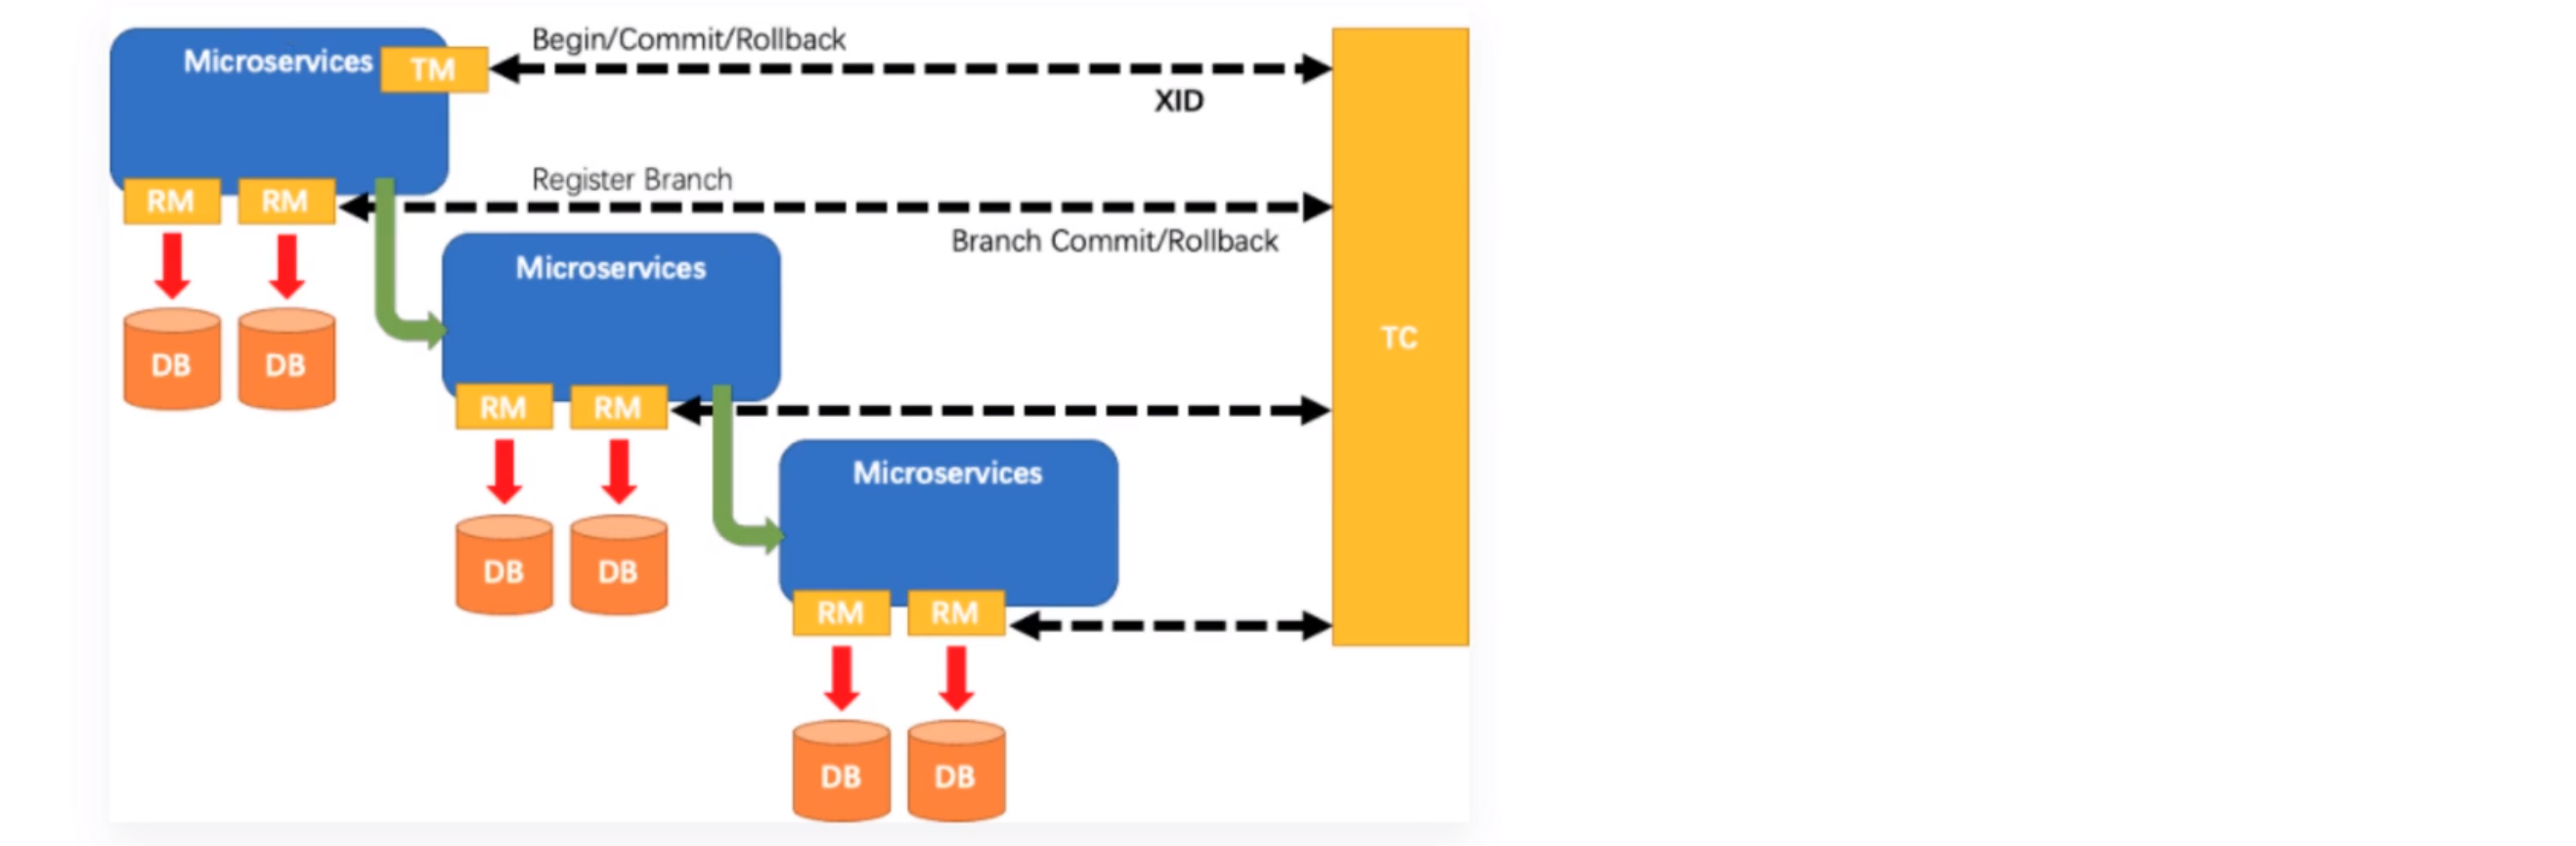 Begin/Commit/Rollback
Microservices
TM
XID
Register Branch
RM
RM
Branch Commit/Rollback
Microservices
TC
DB
DB
RM
RM
Microservices
DB
DB
RM
RM
DB
DB